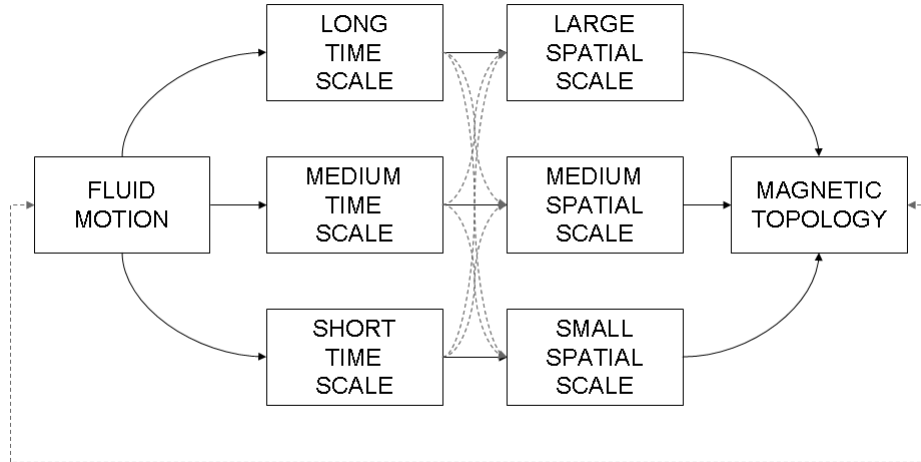 LONG
TIME
SCALE
LARGE
SPATIAL
SCALE
FLUID
MOTION
MEDIUM
TIME
SCALE
MEDIUM
SPATIAL
SCALE
MAGNETIC
TOPOLOGY
SHORT
TIME
SCALE
SMALL
SPATIAL
SCALE